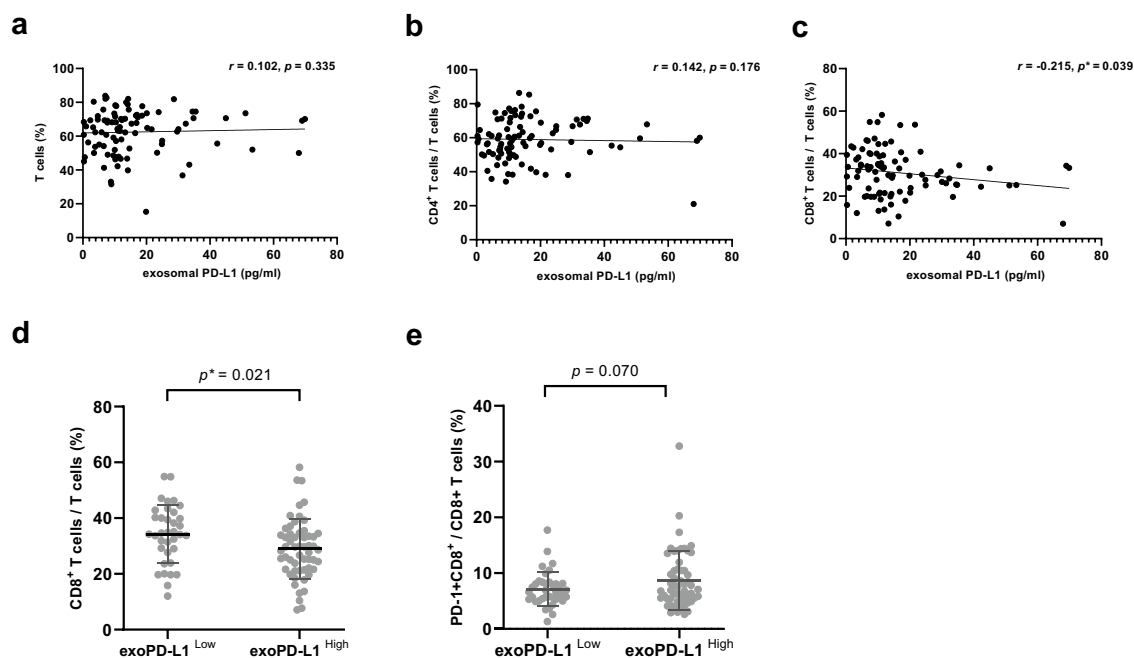 a
r = 0.102, p = 0.335
T cells (%)
100
80
60
40
20
0
0 20 40 60 80
exosomal PD-L1 (pg/ml)
b
r = 0.142, p = 0.176
CD4+ T cells / T cells (%)
100
80
60
40
20
0
0 20 40 60 80
exosomal PD-L1 (pg/ml)
c
r = -0.215, p* = 0.039
CD8+ T cells / T cells (%)
80
60
40
20
0
0 20 40 60 80
exosomal PD-L1 (pg/ml)
d
p* = 0.021
CD8+ T cells / T cells (%)
80
60
40
20
0
exoPD-L1 Low exoPD-L1 High
e
p = 0.070
PD-1+CD8+ / CD8+ T cells (%)
40
30
20
10
0
exoPD-L1 Low exoPD-L1 High